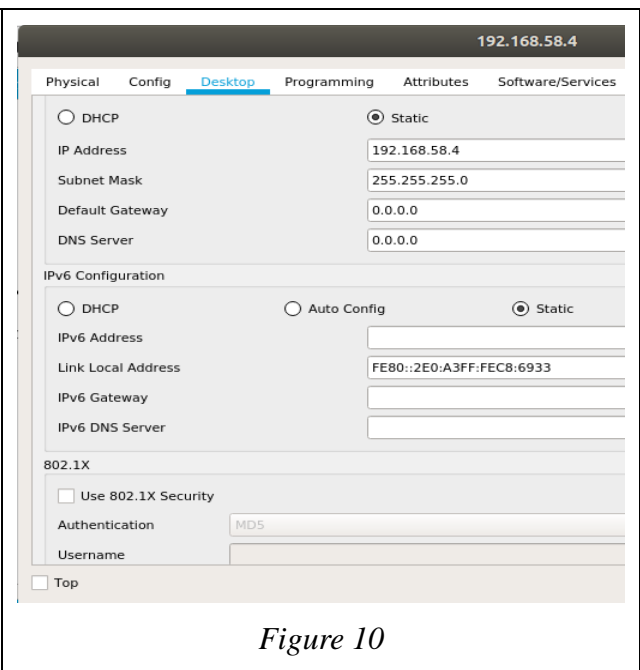 192.168.58.4
Physical Config Desktop Programming Attributes Software/Services
DHCP Static
IP Address 192.168.58.4
Subnet Mask 255.255.255.0
Default Gateway 0.0.0.0
DNS Server 0.0.0.0
IPv6 Configuration
DHCP Auto Config Static
IPv6 Address
Link Local Address FE80::2E0:A3FF:FEC8:6933
IPv6 Gateway
IPv6 DNS Server
802.1X
Use 802.1X Security
Authentication MD5
Username
Top
Figure 10